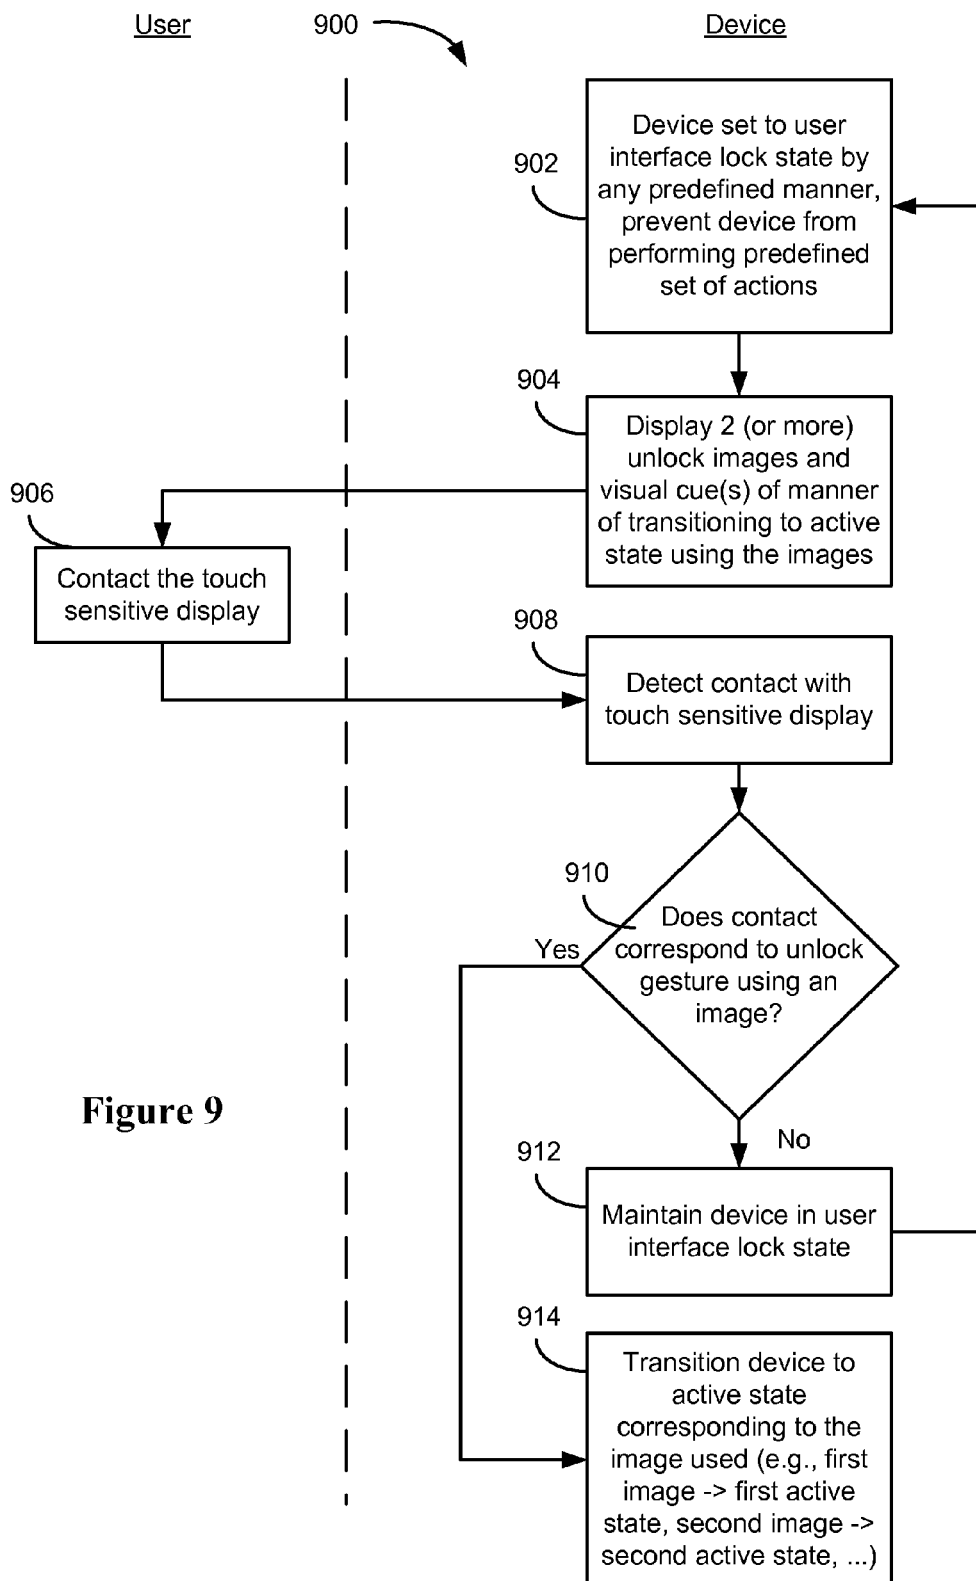 User
900
Device
902
Device set to user
interface lock state by
any predefined manner,
prevent device from
performing predefined
set of actions
904
Display 2 (or more)
unlock images and
visual cue(s) of manner
of transitioning to active
state using the images
906
Contact the touch
sensitive display
908
Detect contact with
touch sensitive display
910
Does contact
correspond to unlock
gesture using an
image?
Yes
No
Figure 9
912
Maintain device in user
interface lock state
914
Transition device to
active state
corresponding to the
image used (e.g., first
image -> first active
state, second image ->
second active state, ...)